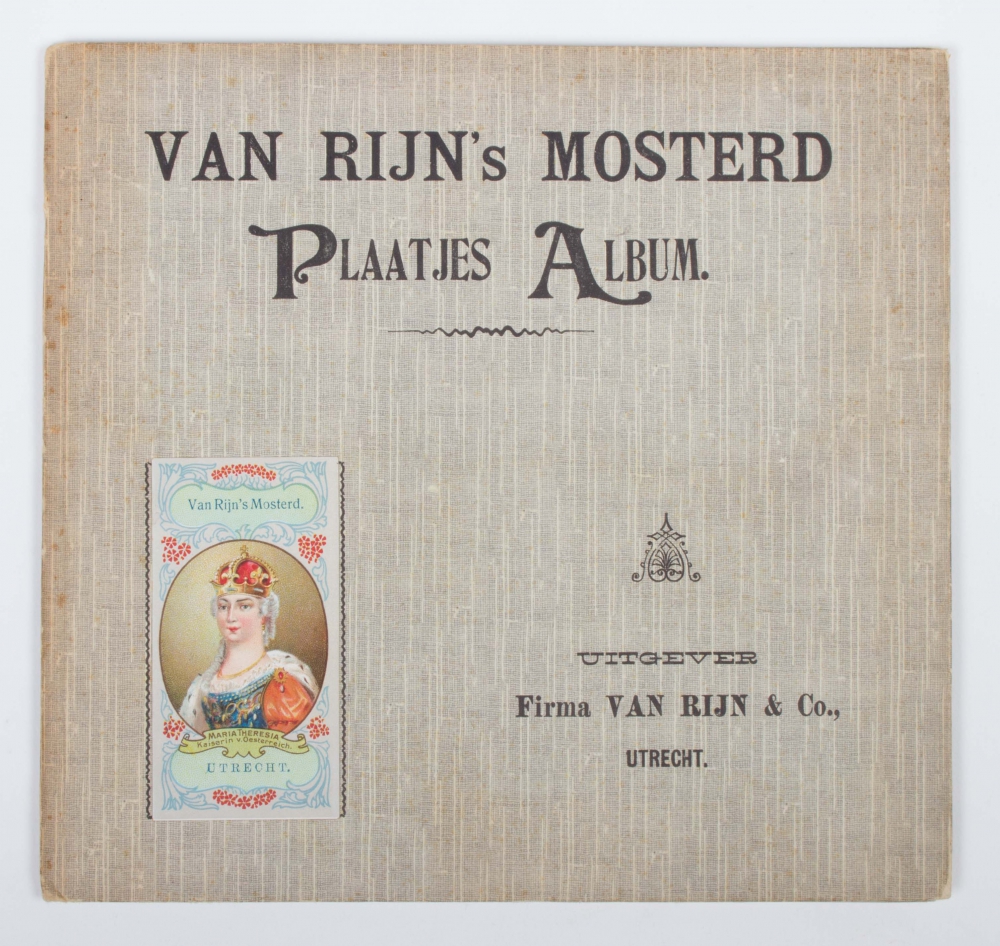 VAN RIJN's MOSTERD
PLAATJES ALBUM.
Van Rijn's Mosterd.
MARIA THERESIA
Kaiserin v. Oesterreich.
UTRECHT.
UITGEVER
Firma VAN RIJN & Co.,
UTRECHT.